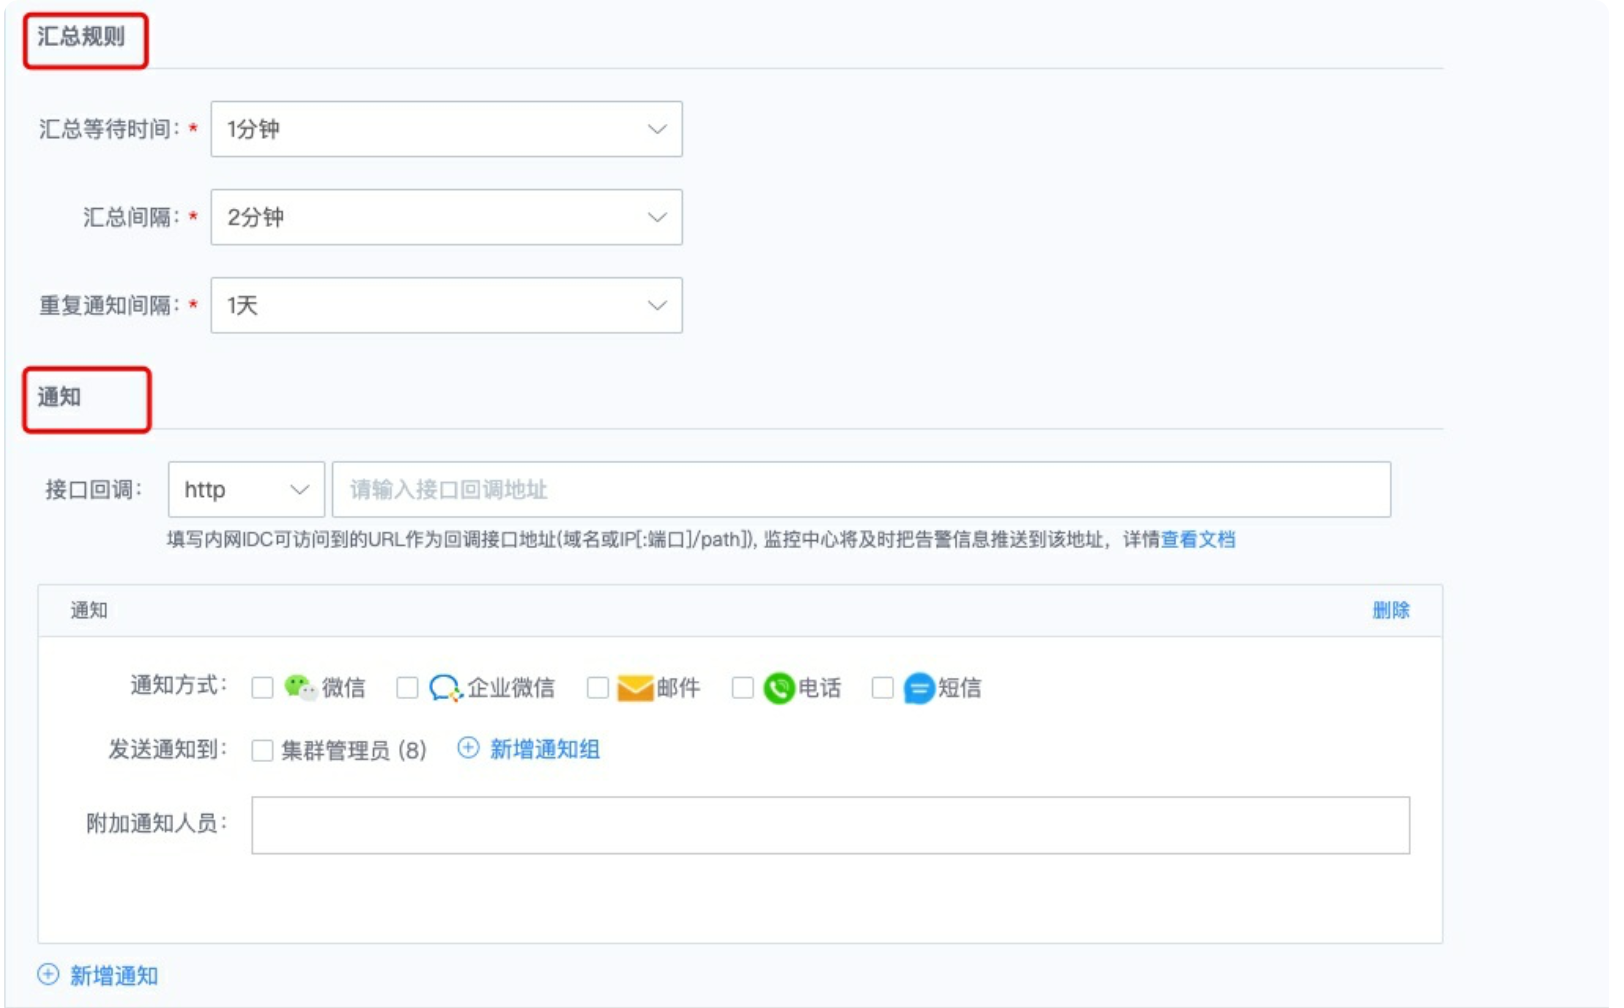 汇总规则
汇总等待时间：* 1分钟
汇总间隔：* 2分钟
重复通知间隔：* 1天
通知
接口回调： http 请输入接口回调地址
填写内网IDC可访问到的URL作为回调接口地址(域名或IP[:端口]/path]), 监控中心将及时把告警信息推送到该地址，详情查看文档
通知 删除
通知方式： 微信 企业微信 邮件 电话 短信
发送通知到： 集群管理员 (8) 新增通知组
附加通知人员：
新增通知